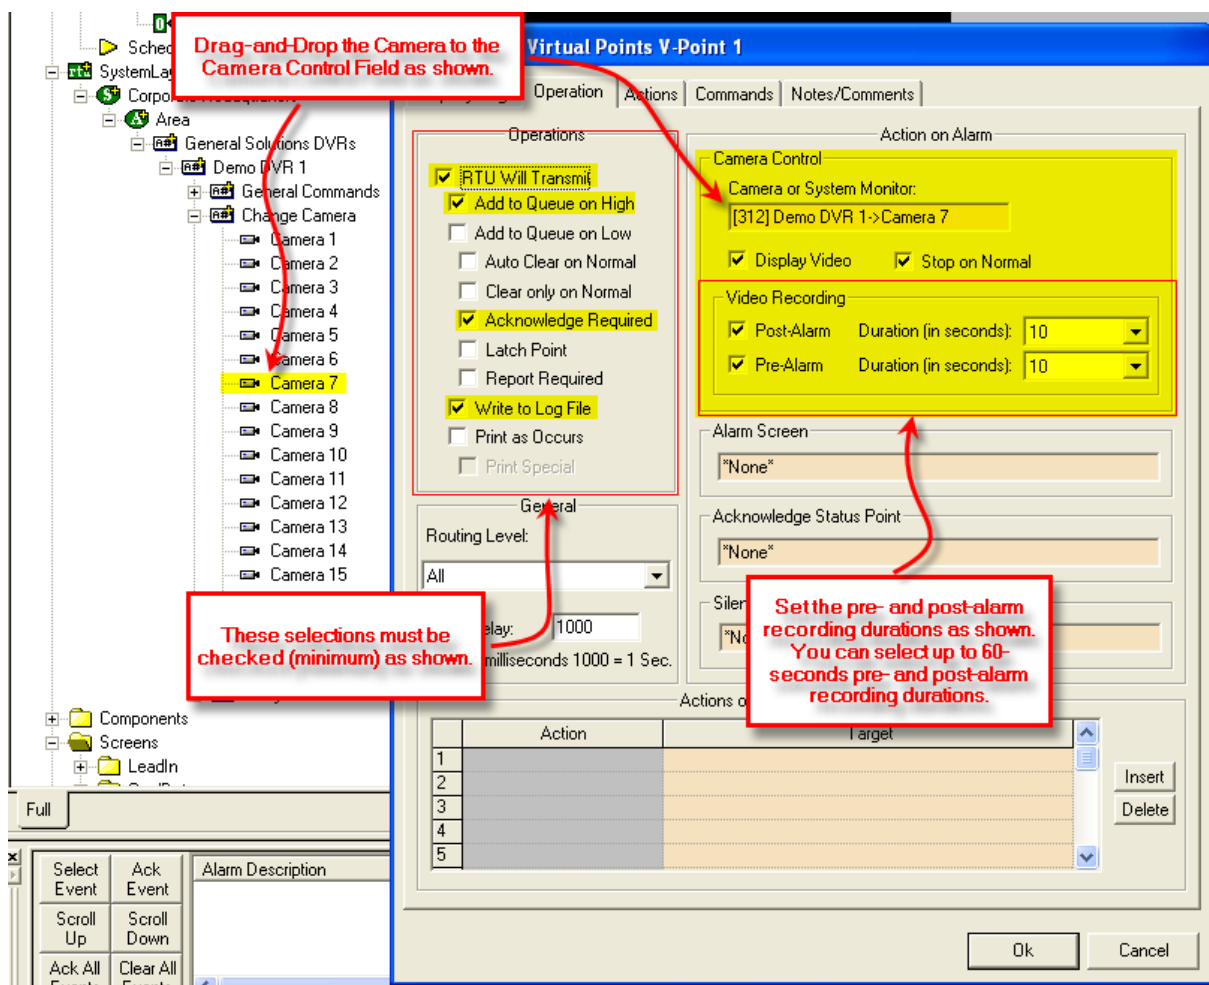 Drag-and-Drop the Camera to the
Camera Control Field as shown.
Virtual Points V-Point 1
Operation
Actions
Commands
Notes/Comments
SystemLay
Area
General Solutions DVRs
Demo DVR 1
General Commands
Change Camera
Camera 1
Camera 2
Camera 3
Camera 4
Camera 5
Camera 6
Camera 7
Camera 8
Camera 9
Camera 10
Camera 11
Camera 12
Camera 13
Camera 14
Camera 15
Components
Screens
LeadIn
Full
Operations
RTU Will Transmit
Add to Queue on High
Add to Queue on Low
Auto Clear on Normal
Clear only on Normal
Acknowledge Required
Latch Point
Report Required
Write to Log File
Print as Occurs
Print Special
General
Routing Level:
All
elay: 1000
milliseconds 1000 = 1 Sec.
These selections must be
checked (minimum) as shown.
Action on Alarm
Camera Control
Camera or System Monitor:
[312] Demo DVR 1->Camera 7
Display Video
Stop on Normal
Video Recording
Post-Alarm Duration (in seconds): 10
Pre-Alarm Duration (in seconds): 10
Alarm Screen
*None*
Acknowledge Status Point
*None*
Silen
*No
Set the pre- and post-alarm
recording durations as shown.
You can select up to 60-
seconds pre- and post-alarm
recording durations.
Actions o
Action
Target
1
2
3
4
5
Insert
Delete
Ok
Cancel
Select
Event
Ack
Event
Alarm Description
Scroll
Up
Scroll
Down
Ack All
Clear All